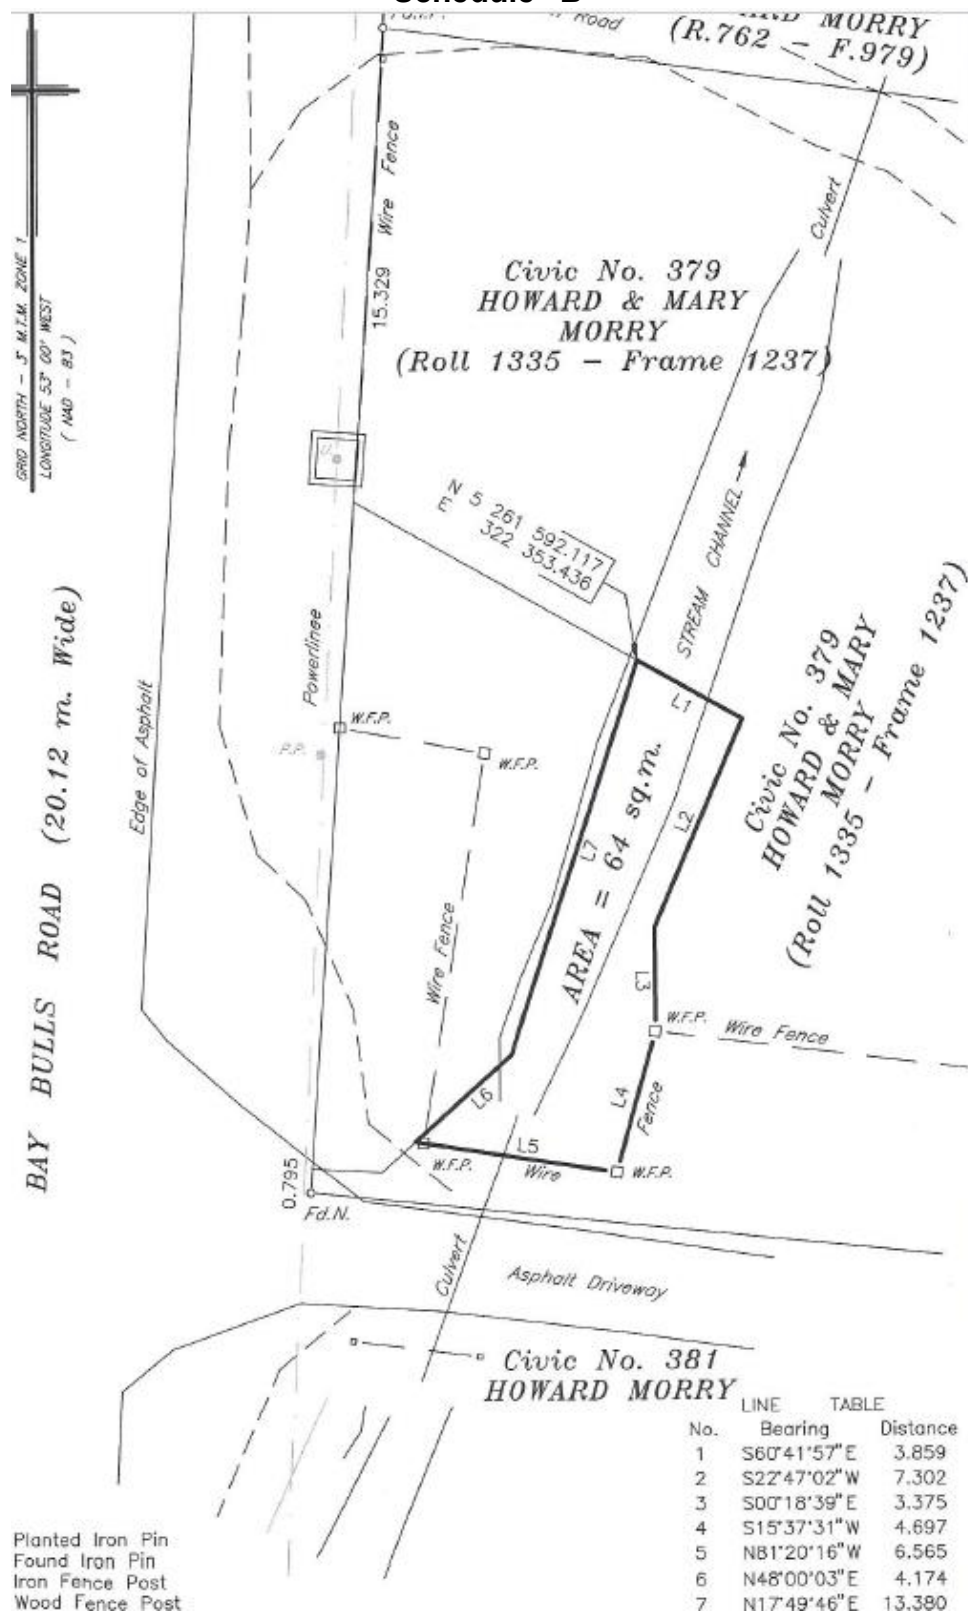 Schedule "B"
Road
MORRY
(R.762 - F.979)
GRID NORTH - 3° M.T.M. ZONE 1
LONGITUDE 53° 00' WEST
( NAD - 83 )
Wire Fence
15.329
Culvert
Civic No. 379
HOWARD & MARY
MORRY
(Roll 1335 - Frame 1237)
U.
N 5 261 592.117
E 322 353.436
STREAM CHANNEL
BAY BULLS ROAD (20.12 m. Wide)
Edge of Asphalt
Powerlinee
W.F.P.
P.P.
W.F.P.
Wire Fence
L1
L2
L7
AREA = 64 sq.m.
Civic No. 379
HOWARD & MARY
MORRY
(Roll 1335 - Frame 1237)
L3
W.F.P. Wire Fence
L4
Fence
L6
L5
W.F.P.
Wire
W.F.P.
0.795
Fd.N.
Culvert
Asphalt Driveway
Civic No. 381
HOWARD MORRY
LINE TABLE
No. Bearing Distance
1 S60°41'57"E 3.859
2 S22°47'02"W 7.302
3 S00°18'39"E 3.375
4 S15°37'31"W 4.697
5 N81°20'16"W 6.565
6 N48°00'03"E 4.174
7 N17°49'46"E 13.380
Planted Iron Pin
Found Iron Pin
Iron Fence Post
Wood Fence Post